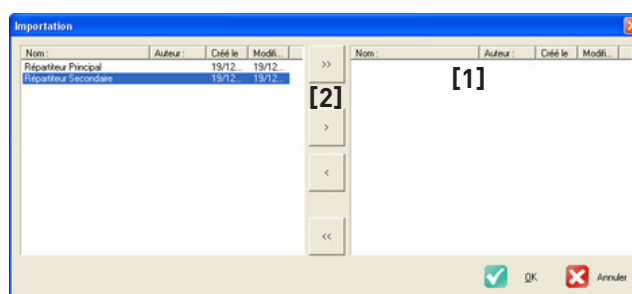 Importation
Nom : Auteur : Créé le Modifi...
Répartiteur Principal 19/12... 19/12...
Répartiteur Secondaire 19/12... 19/12...
>>
[2]
>
<
<<
Nom : Auteur : Créé le Modifi...
[1]
OK Annuler